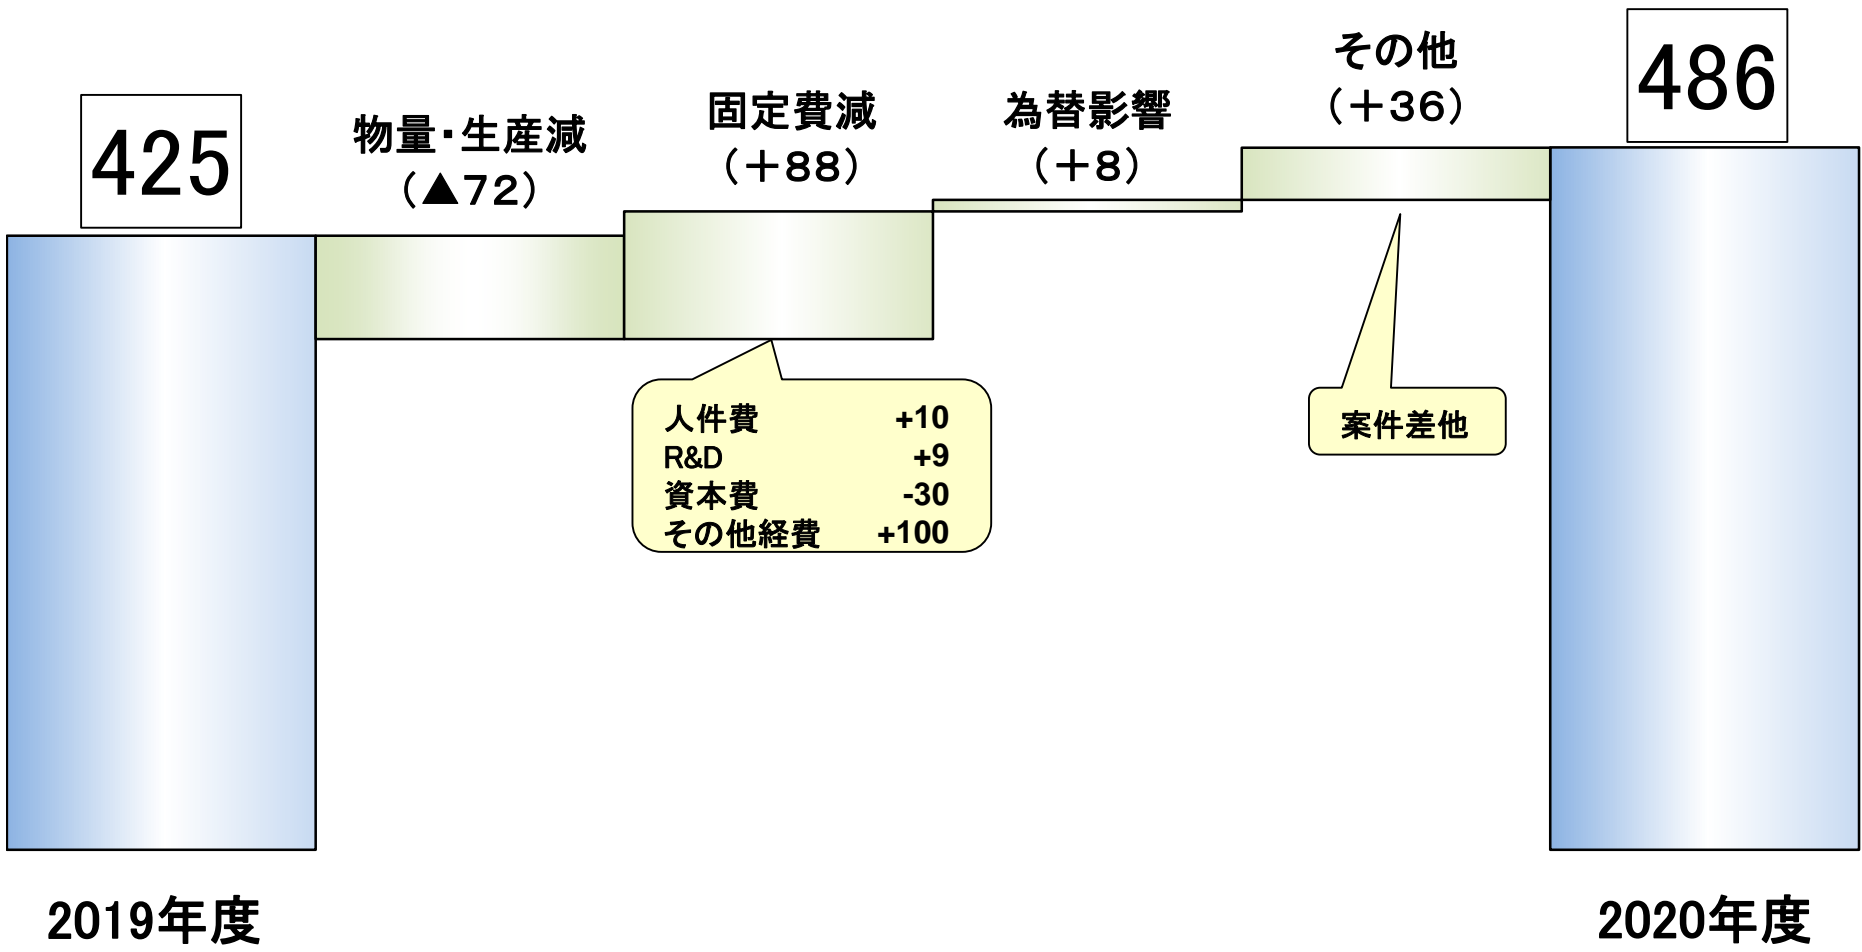 425
物量・生産減
（▲72）
固定費減
（＋88）
為替影響
（＋8）
その他
（＋36）
486
人件費 +10
R&D +9
資本費 -30
その他経費 +100
案件差他
2019年度
2020年度